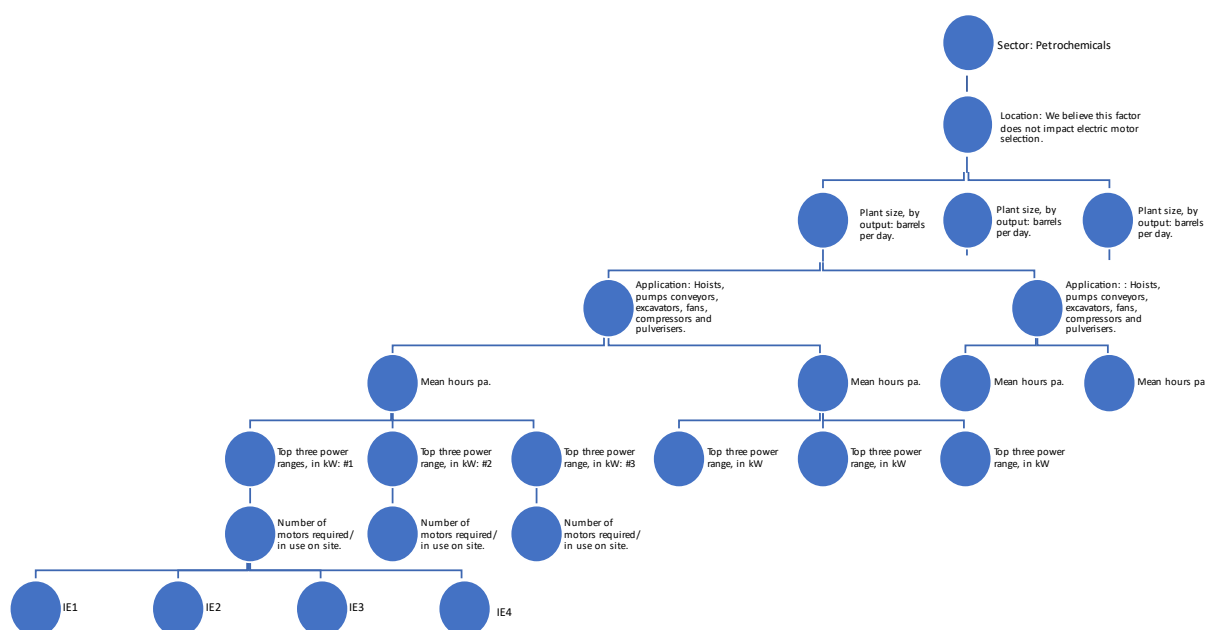 Sector: Petrochemicals
Location: We believe this factor
does not impact electric motor
selection.
Plant size, by
output: barrels
per day.
Plant size, by
output: barrels
per day.
Plant size, by
output: barrels
per day.
Application: Hoists,
pumps conveyors,
excavators, fans,
compressors and
pulverisers.
Application: : Hoists,
pumps conveyors,
excavators, fans,
compressors and
pulverisers.
Mean hours pa.
Mean hours pa.
Mean hours pa.
Mean hours pa
Top three power
ranges, in kW: #1
Top three power
range, in kW: #2
Top three power
range, in kW: #3
Top three power
range, in kW
Top three power
range, in kW
Top three power
range, in kW
Number of
motors required/
in use on site.
Number of
motors required/
in use on site.
Number of
motors required/
in use on site.
IE1
IE2
IE3
IE4